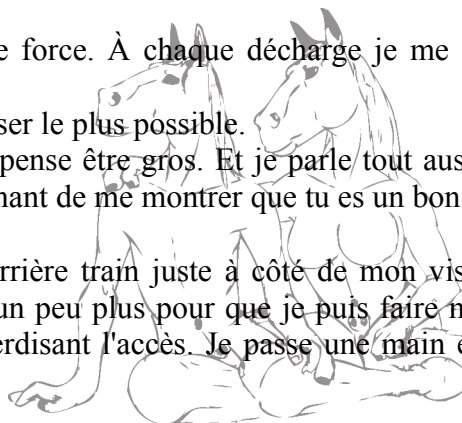 e force. À chaque décharge je me
ser le plus possible.
pense être gros. Et je parle tout aus
nant de me montrer que tu es un bon
rrière train juste à côté de mon vis
un peu plus pour que je puis faire n
erdisant l'accès. Je passe une main e